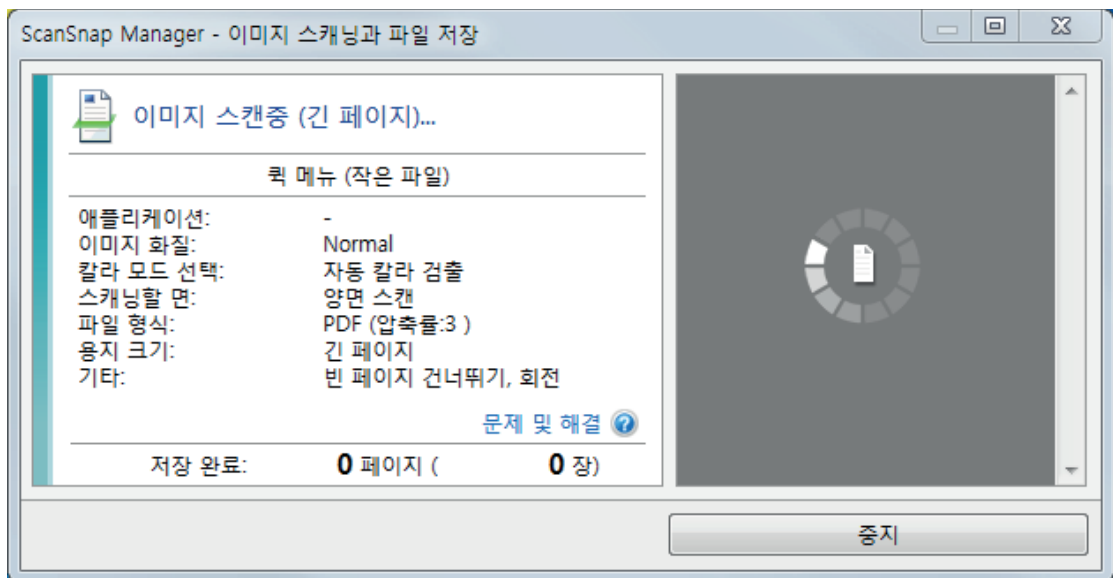 ScanSnap Manager - 이미지 스캐닝과 파일 저장
이미지 스캔중 (긴 페이지)...
퀵 메뉴 (작은 파일)
애플리케이션: -
이미지 화질: Normal
칼라 모드 선택: 자동 칼라 검출
스캐닝할 면: 양면 스캔
파일 형식: PDF (압축률:3 )
용지 크기: 긴 페이지
기타: 빈 페이지 건너뛰기, 회전
문제 및 해결 ?
저장 완료: 0 페이지 ( 0 장)
중지